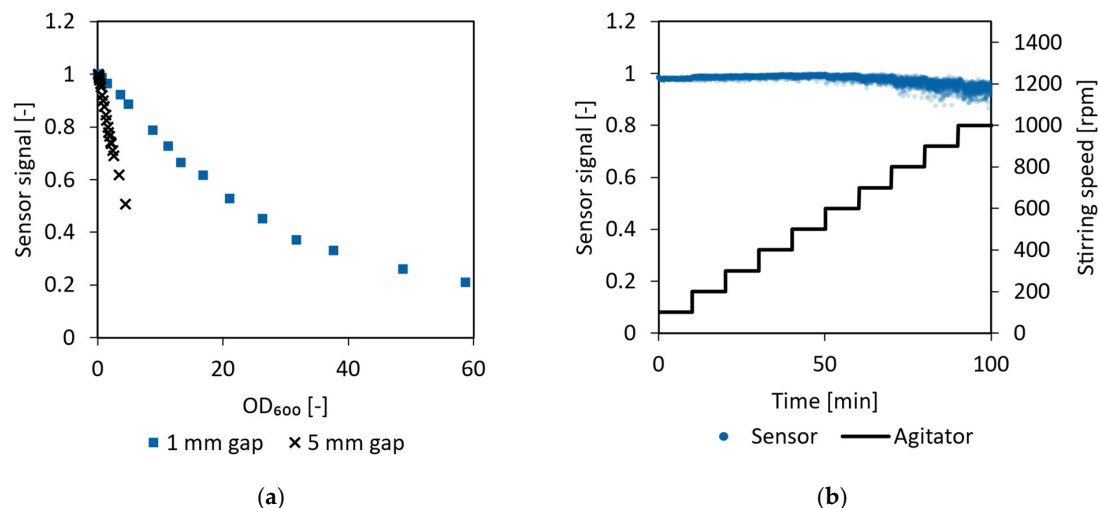 1.2
1
0.8
0.6
0.4
0.2
0
Sensor signal [-]
0 20 40 60
OD₆₀₀ [-]
1 mm gap 5 mm gap
(a)
1.2
1
0.8
0.6
0.4
0.2
0
Sensor signal [-]
1400
1200
1000
800
600
400
200
0
Stirring speed [rpm]
0 50 100
Time [min]
Sensor Agitator
(b)